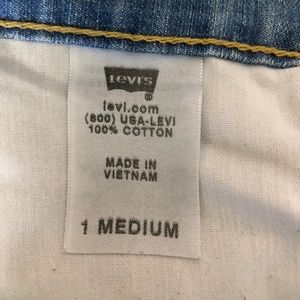 Levi's
®
levi.com
(800) USA-LEVI
100% COTTON
MADE IN
VIETNAM
1 MEDIUM